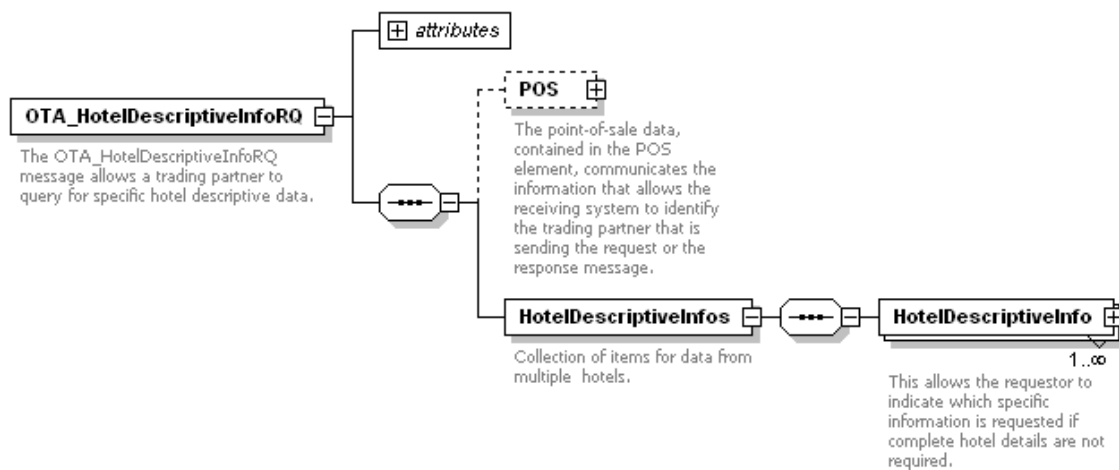 attributes
POS
OTA_HotelDescriptiveInfoRQ
The OTA_HotelDescriptiveInfoRQ
message allows a trading partner to
query for specific hotel descriptive data.
The point-of-sale data,
contained in the POS
element, communicates the
information that allows the
receiving system to identify
the trading partner that is
sending the request or the
response message.
HotelDescriptiveInfos
Collection of items for data from
multiple hotels.
HotelDescriptiveInfo
1..∞
This allows the requestor to
indicate which specific
information is requested if
complete hotel details are not
required.